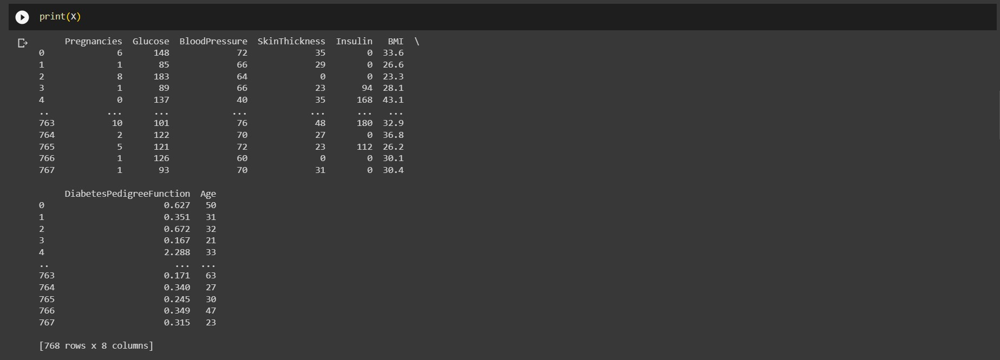 print(X)
Pregnancies Glucose BloodPressure SkinThickness Insulin BMI \
0 6 148 72 35 0 33.6
1 1 85 66 29 0 26.6
2 8 183 64 0 0 23.3
3 1 89 66 23 94 28.1
4 0 137 40 35 168 43.1
.. ... ... ... ... ... ...
763 10 101 76 48 180 32.9
764 2 122 70 27 0 36.8
765 5 121 72 23 112 26.2
766 1 126 60 0 0 30.1
767 1 93 70 31 0 30.4
DiabetesPedigreeFunction Age
0 0.627 50
1 0.351 31
2 0.672 32
3 0.167 21
4 2.288 33
.. ... ...
763 0.171 63
764 0.340 27
765 0.245 30
766 0.349 47
767 0.315 23
[768 rows x 8 columns]